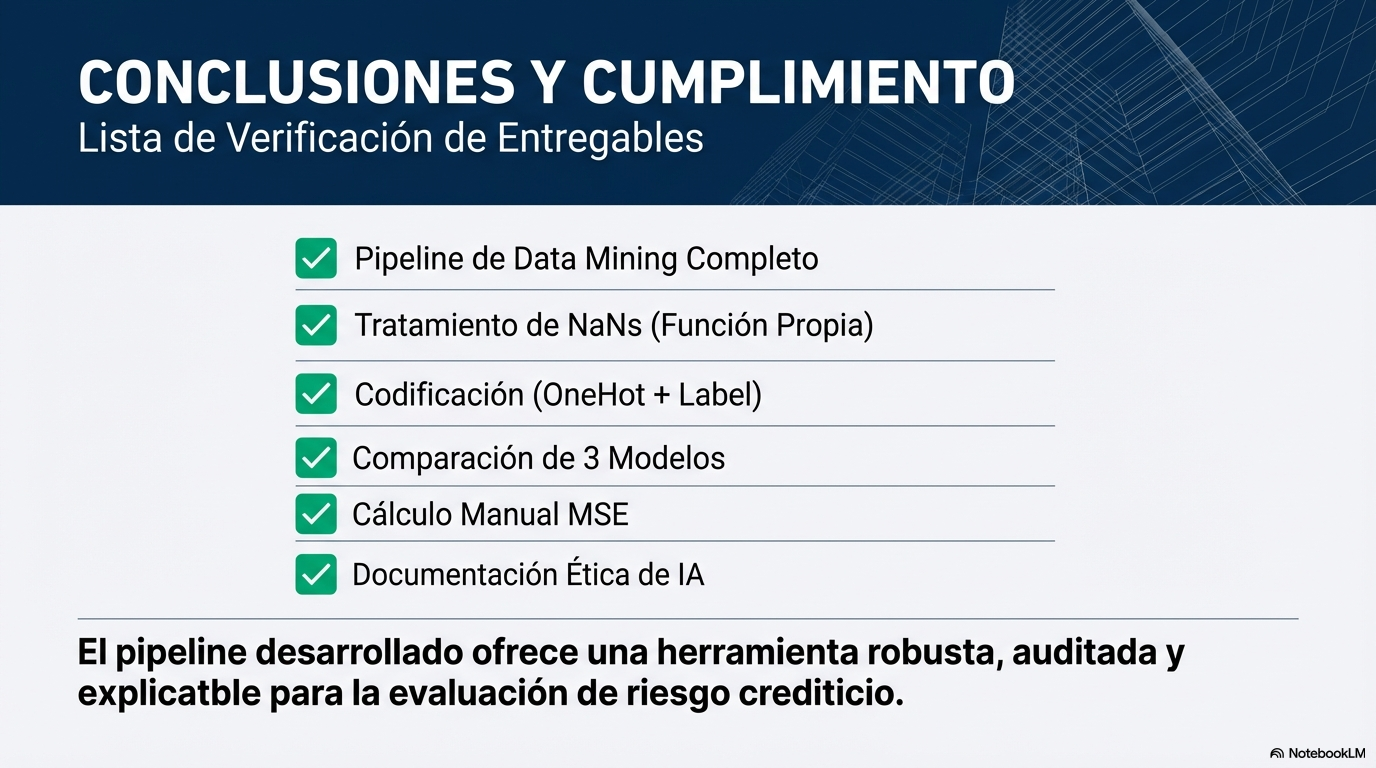 CONCLUSIONES Y CUMPLIMIENTO
Lista de Verificación de Entregables
Pipeline de Data Mining Completo
Tratamiento de NaNs (Función Propia)
Codificación (OneHot + Label)
Comparación de 3 Modelos
Cálculo Manual MSE
Documentación Ética de IA
El pipeline desarrollado ofrece una herramienta robusta, auditada y
explicatble para la evaluación de riesgo crediticio.
NotebookLM